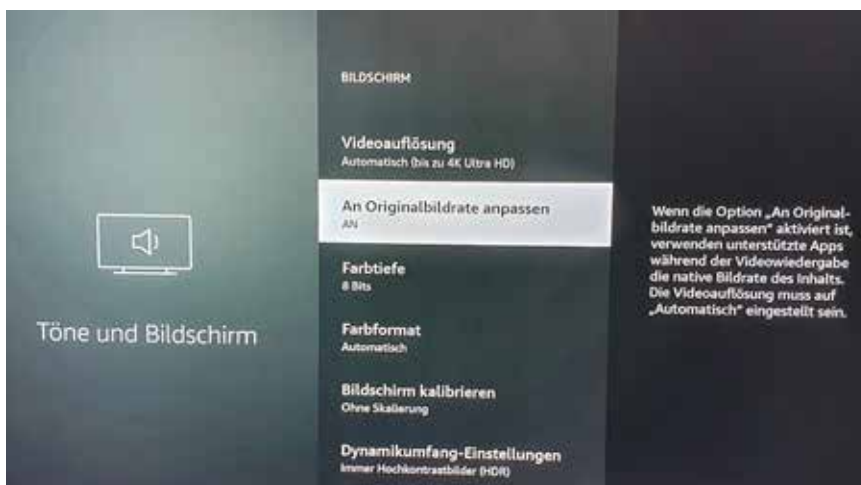 BILDSCHIRM
Videoauflösung
Automatisch (bis zu 4K Ultra HD)
An Originalbildrate anpassen
AN
Farbtiefe
8 Bits
Farbformat
Automatisch
Bildschirm kalibrieren
Ohne Skalierung
Dynamikumfang-Einstellungen
Immer Hochkontrastbilder (HDR)
Töne und Bildschirm
Wenn die Option „An Original-
bildrate anpassen“ aktiviert ist,
verwenden unterstützte Apps
während der Videowiedergabe
die native Bildrate des Inhalts.
Die Videoauflösung muss auf
„Automatisch“ eingestellt sein.